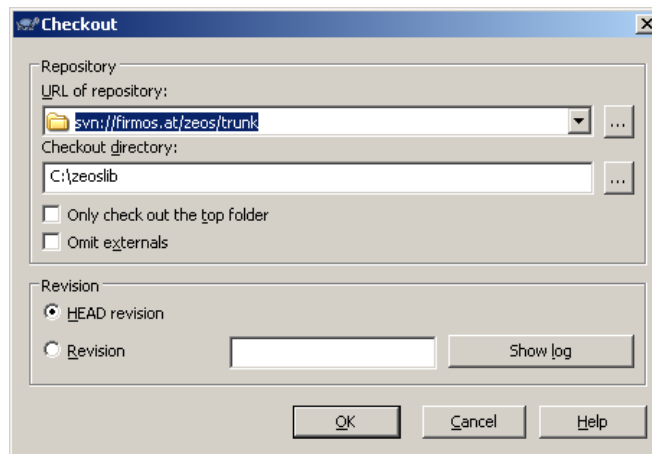 Checkout
Repository
URL of repository:
svn://firmos.at/zeos/trunk
...
Checkout directory:
C:\zeoslib
...
Only check out the top folder
Omit externals
Revision
HEAD revision
Revision
Show log
OK Cancel Help